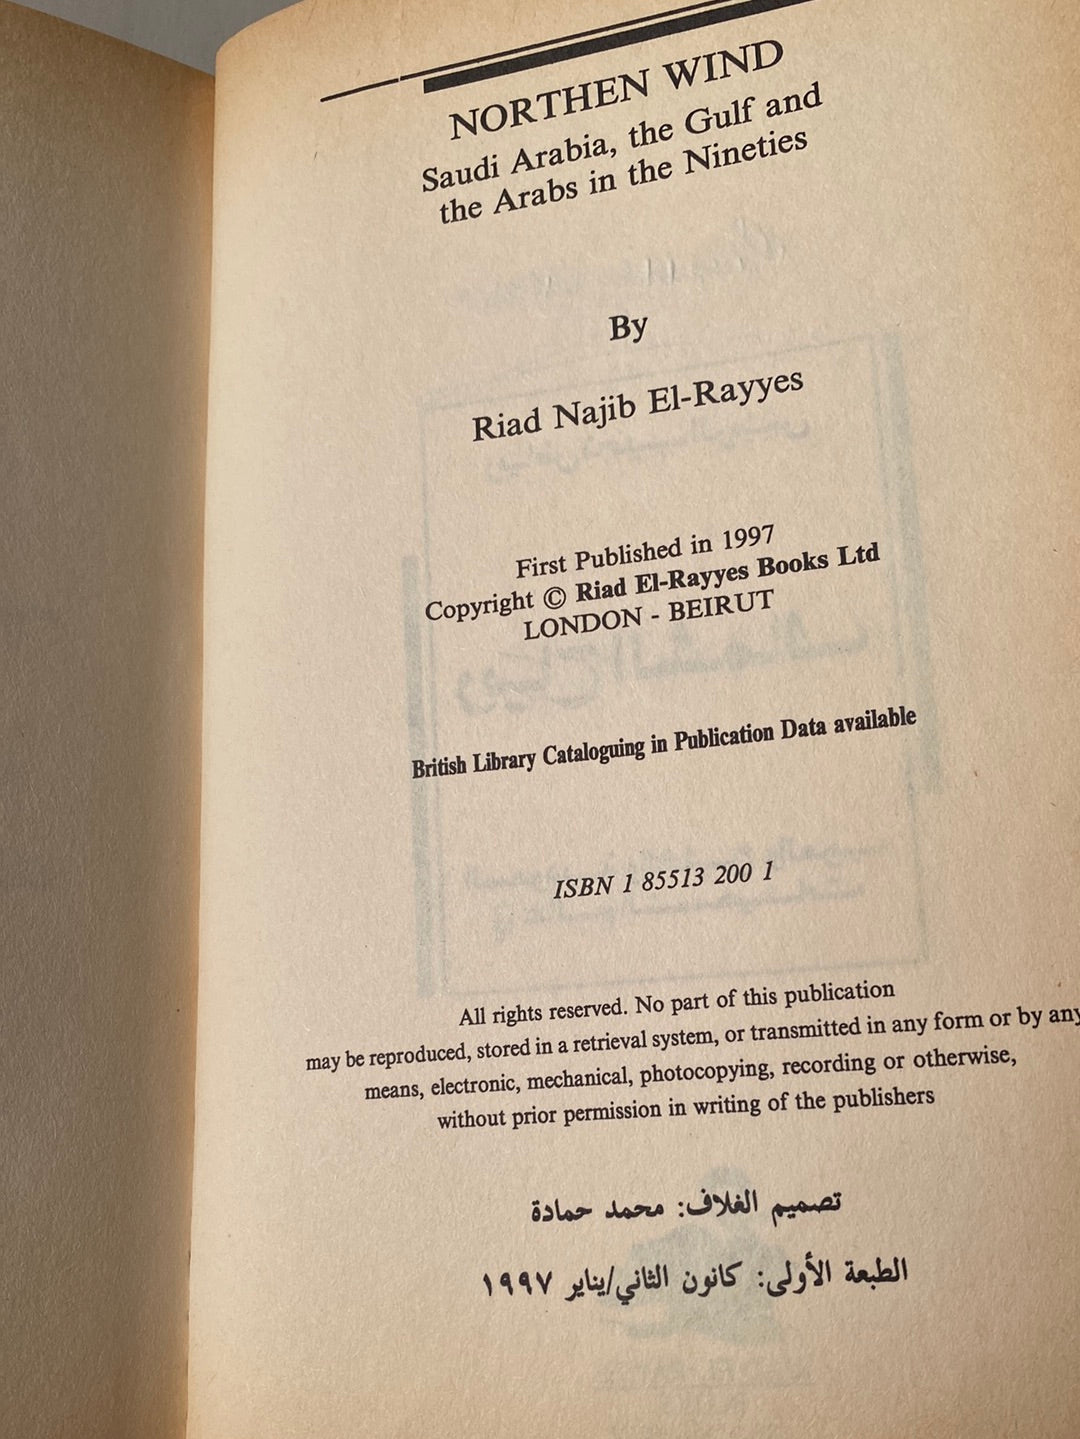 NORTHEN WIND
Saudi Arabia, the Gulf and
the Arabs in the Nineties
By
Riad Najib El-Rayyes
First Published in 1997
Copyright © Riad El-Rayyes Books Ltd
LONDON - BEIRUT
British Library Cataloguing in Publication Data available
ISBN 1 85513 200 1
All rights reserved. No part of this publication
may be reproduced, stored in a retrieval system, or transmitted in any form or by any
means, electronic, mechanical, photocopying, recording or otherwise,
without prior permission in writing of the publishers
تصميم الغلاف: محمد حمادة
الطبعة الأولى: كانون الثاني/يناير ١٩٩٧